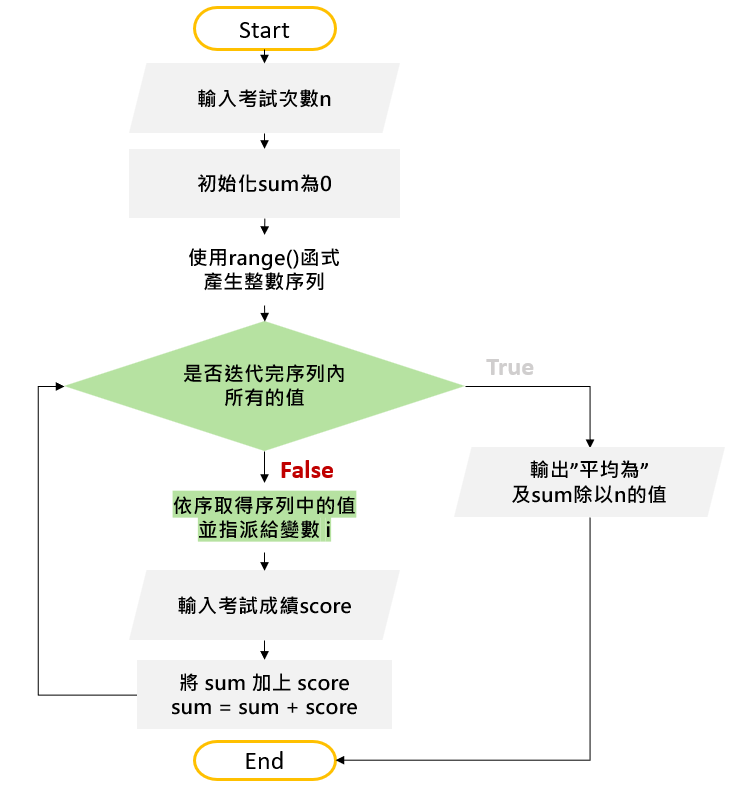 Start
輸入考試次數n
初始化sum為0
使用range()函式
產生整數序列
是否迭代完序列內
所有的值
True
False
輸出”平均為”
及sum除以n的值
依序取得序列中的值
並指派給變數 i
輸入考試成績score
將 sum 加上 score
sum = sum + score
End